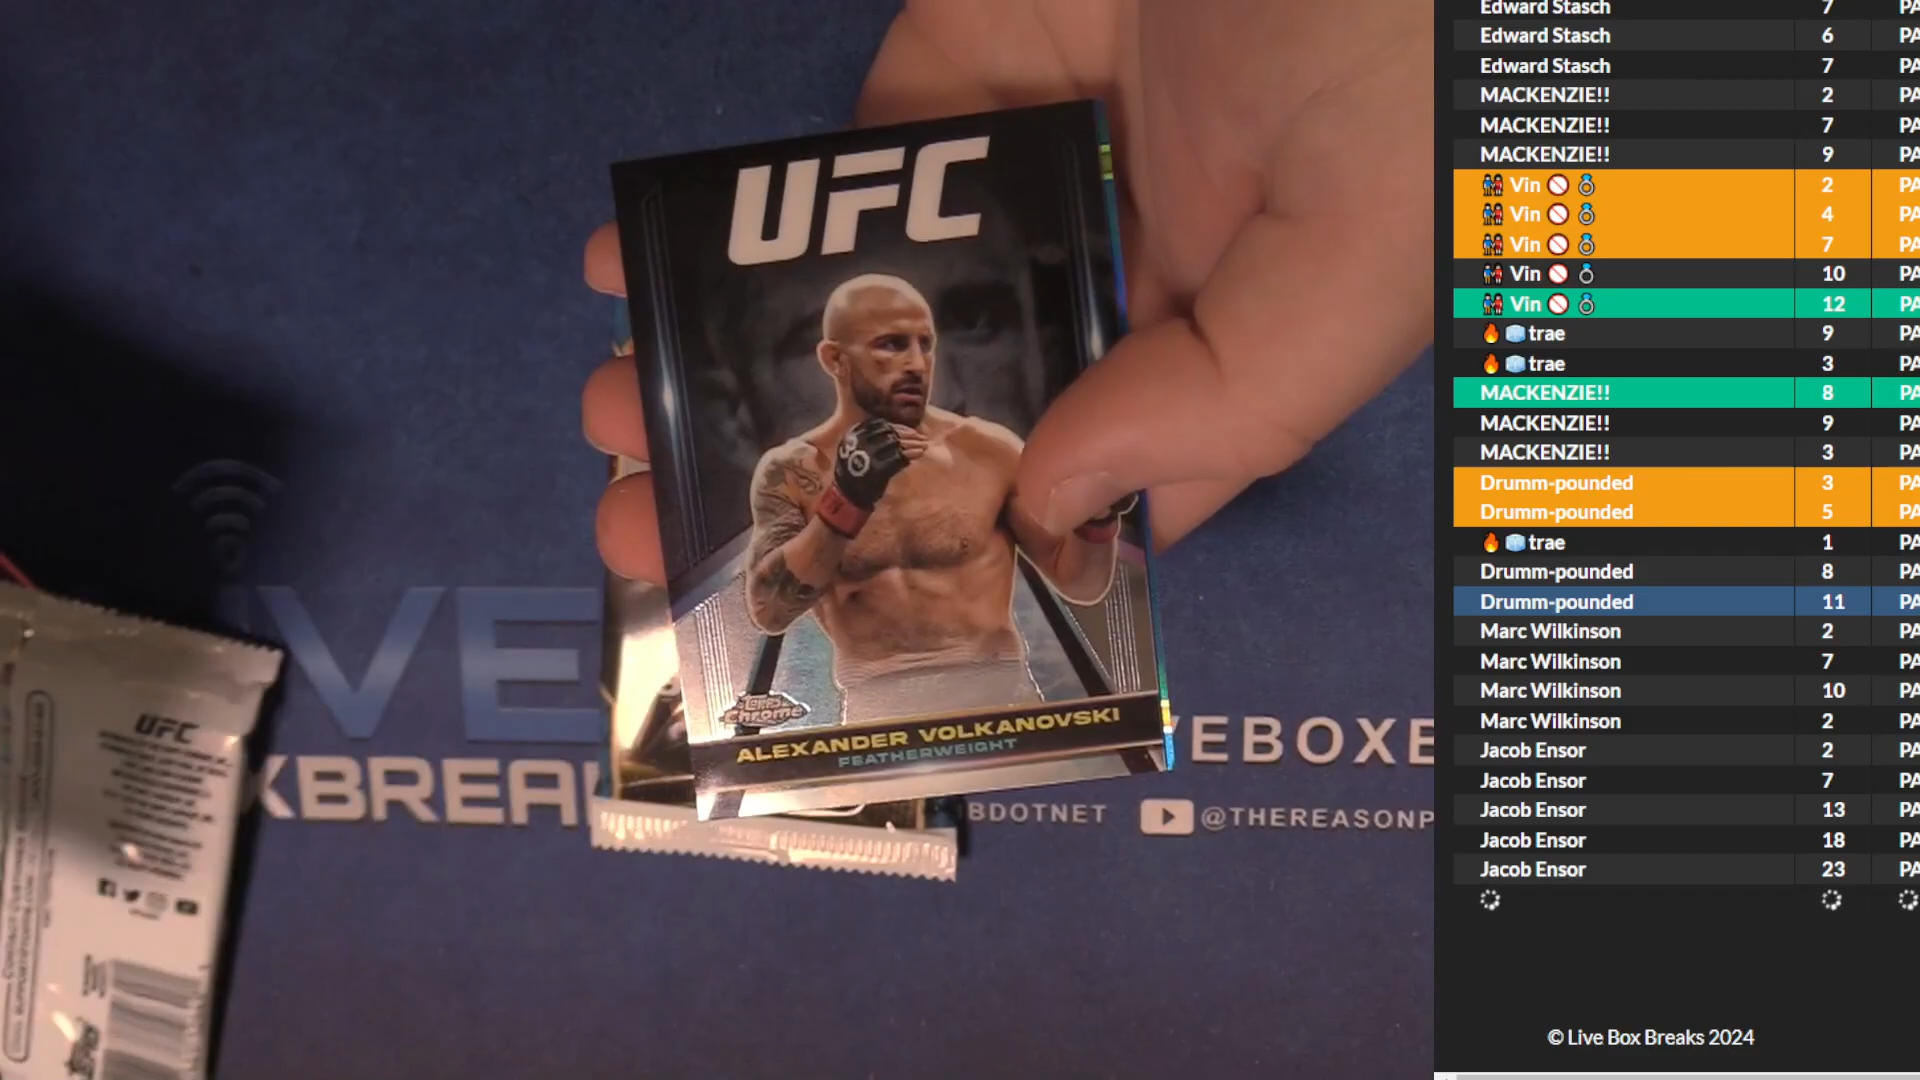 UFC
30
Topps
Chrome
ALEXANDER VOLKANOVSKI
FEATHERWEIGHT
UFC
IVE
XBREA
VEBOXB
BDOTNET
@THEREASONP
Edward Stasch 7 PA
Edward Stasch 6 PA
Edward Stasch 7 PA
MACKENZIE!! 2 PA
MACKENZIE!! 7 PA
MACKENZIE!! 9 PA
Vin 2 PA
Vin 4 PA
Vin 7 PA
Vin 10 PA
Vin 12 PA
trae 9 PA
trae 3 PA
MACKENZIE!! 8 PA
MACKENZIE!! 9 PA
MACKENZIE!! 3 PA
Drumm-pounded 3 PA
Drumm-pounded 5 PA
trae 1 PA
Drumm-pounded 8 PA
Drumm-pounded 11 PA
Marc Wilkinson 2 PA
Marc Wilkinson 7 PA
Marc Wilkinson 10 PA
Marc Wilkinson 2 PA
Jacob Ensor 2 PA
Jacob Ensor 7 PA
Jacob Ensor 13 PA
Jacob Ensor 18 PA
Jacob Ensor 23 PA
© Live Box Breaks 2024